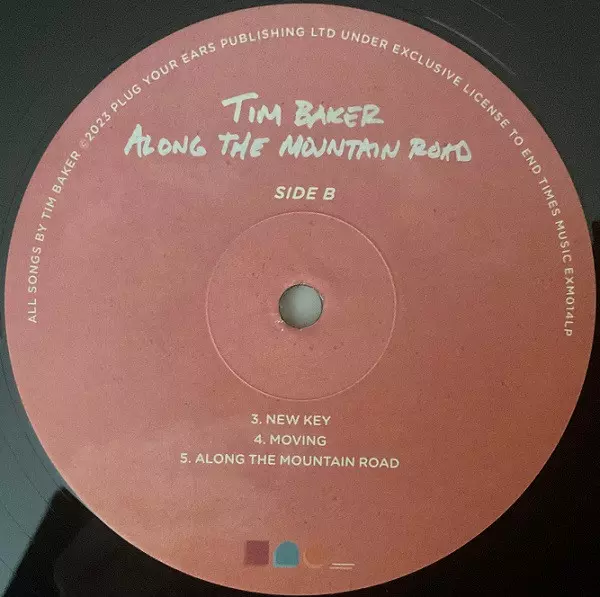 ALL SONGS BY TIM BAKER ©2023 PLUG YOUR EARS PUBLISHING LTD UNDER EXCLUSIVE LICENSE TO END TIMES MUSIC EXM014LP
TIM BAKER
ALONG THE MOUNTAIN ROAD
SIDE B
3. NEW KEY
4. MOVING
5. ALONG THE MOUNTAIN ROAD